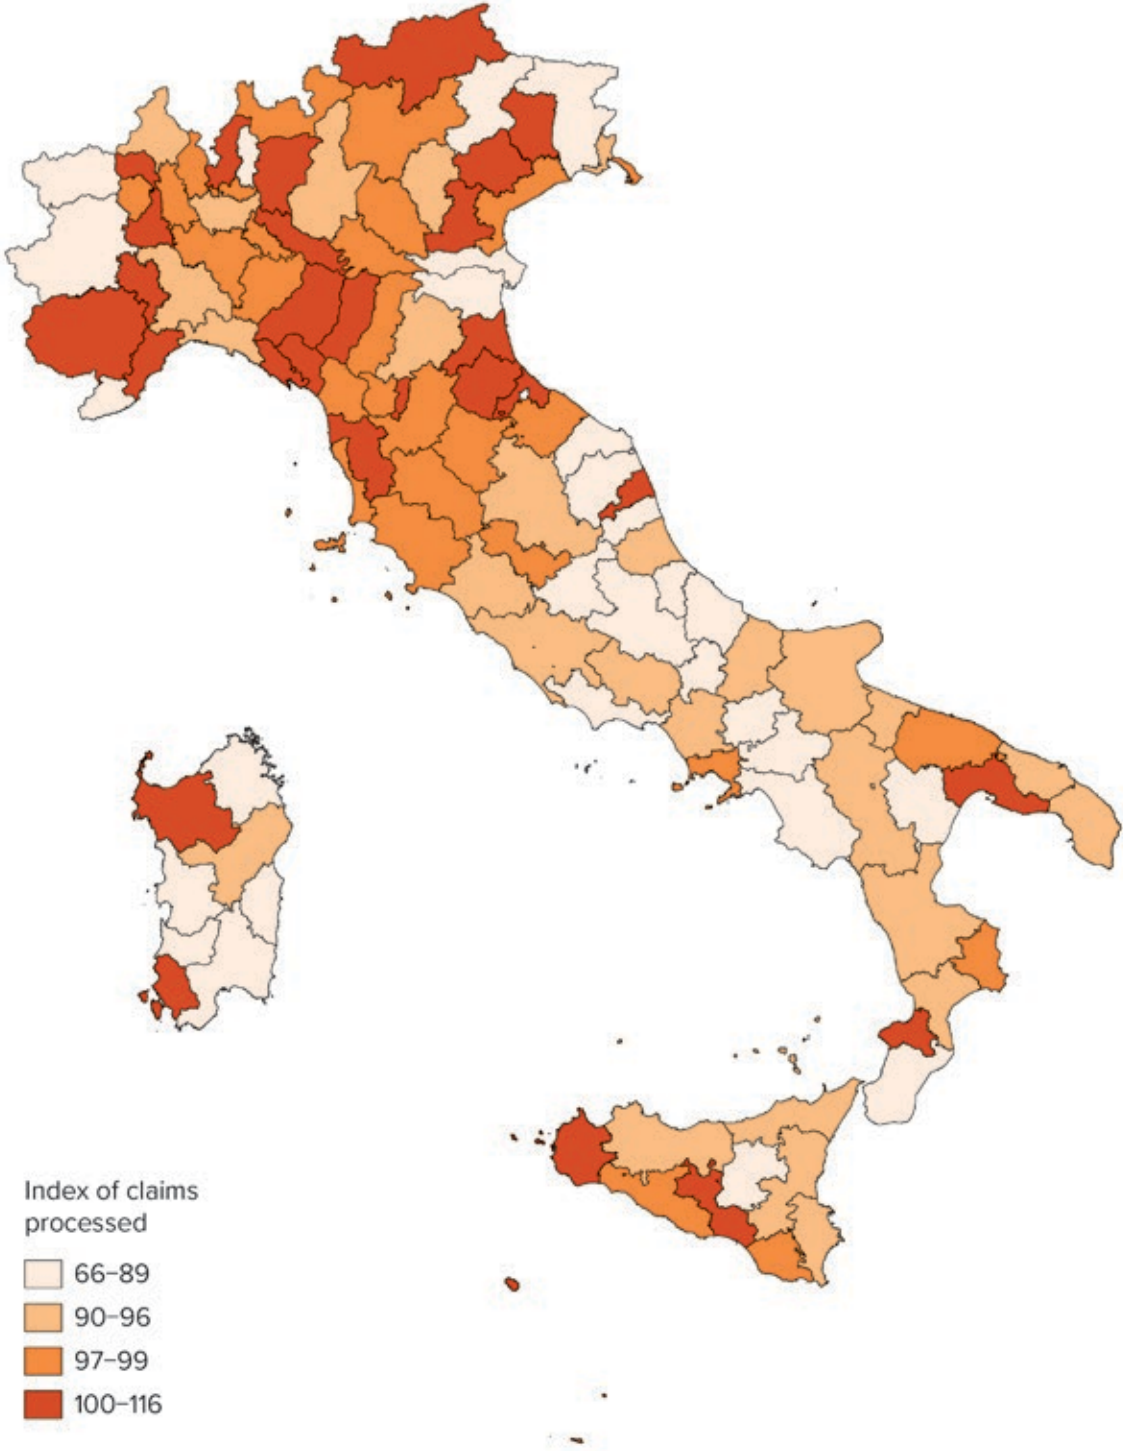 Index of claims
processed
66–89
90–96
97–99
100–116